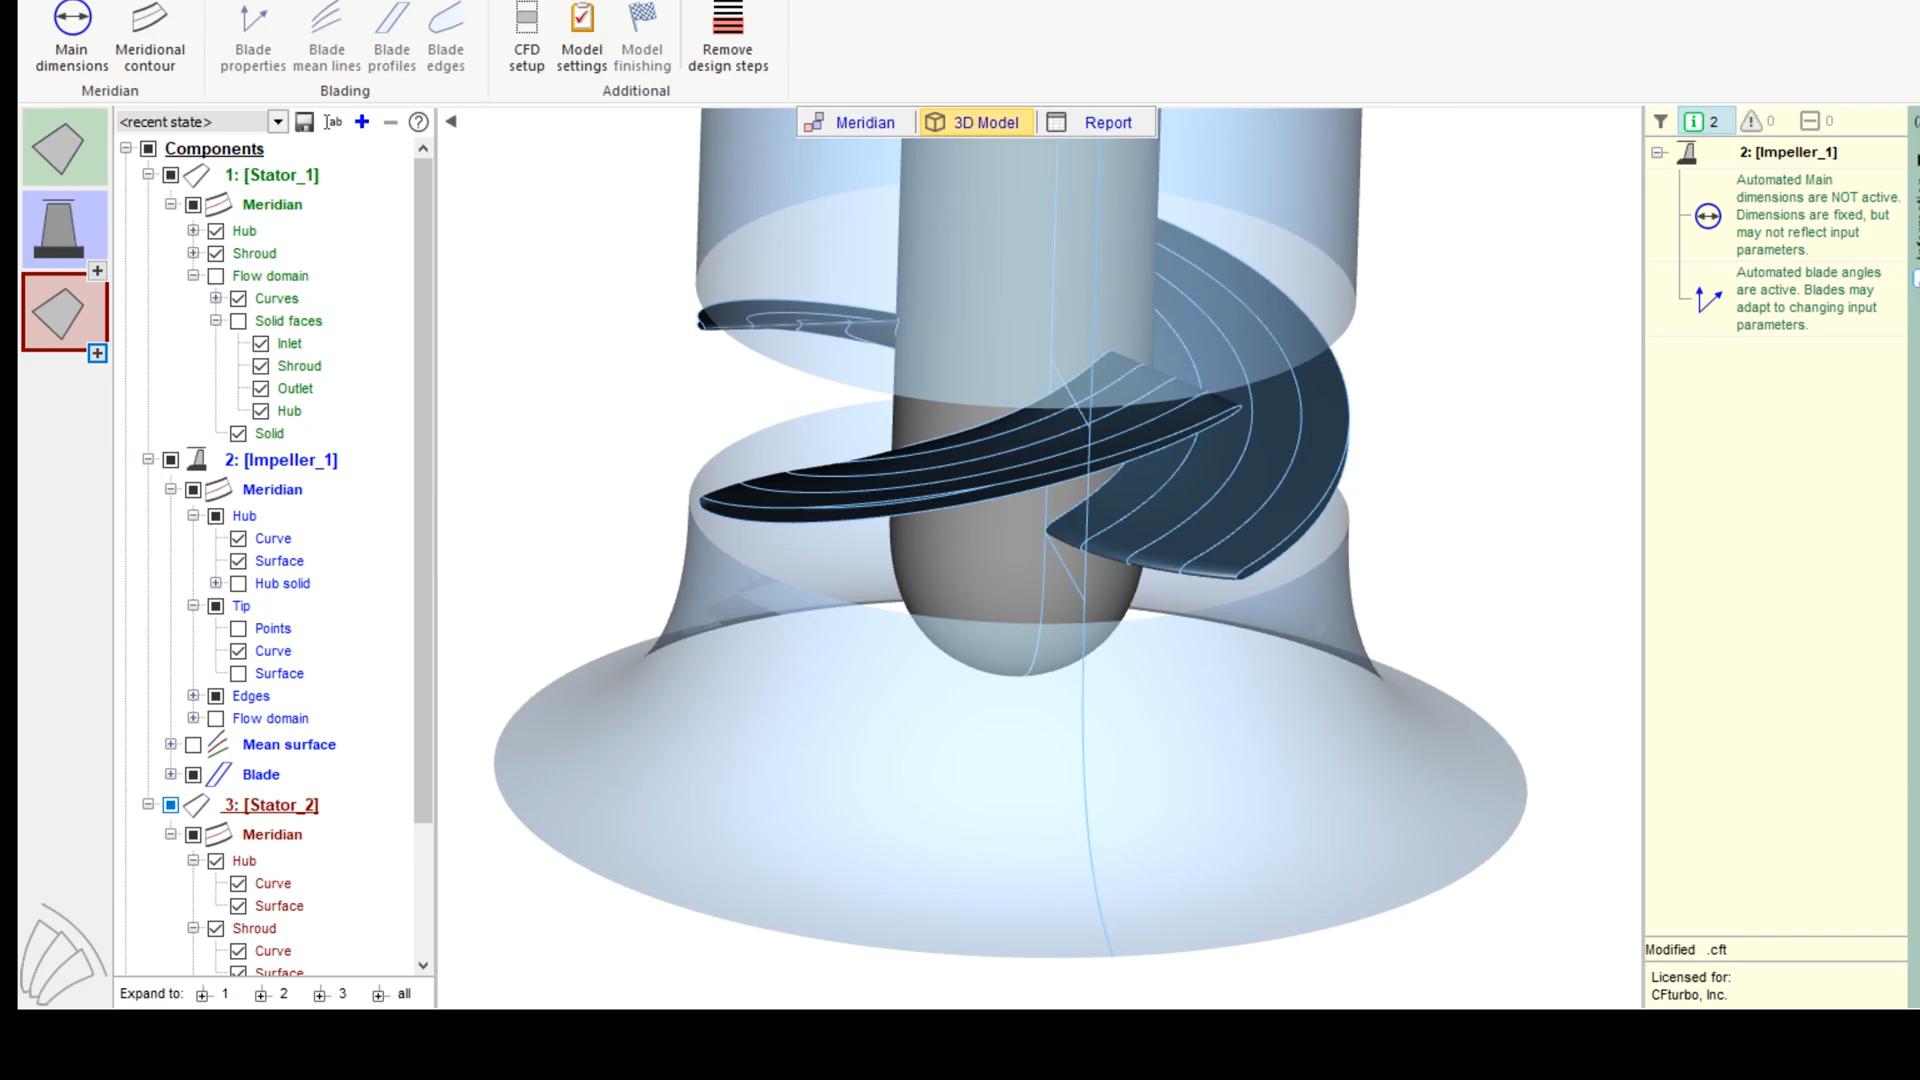 Main dimensions
Meridional contour
Blade properties
Blade mean lines
Blade profiles
Blade edges
CFD setup
Model settings
Model finishing
Remove design steps
Meridian
Blading
Additional
<recent state>
ab
Components
1: [Stator_1]
Meridian
Hub
Shroud
Flow domain
Curves
Solid faces
Inlet
Shroud
Outlet
Hub
Solid
2: [Impeller_1]
Meridian
Hub
Curve
Surface
Hub solid
Tip
Points
Curve
Surface
Edges
Flow domain
Mean surface
Blade
3: [Stator_2]
Meridian
Hub
Curve
Surface
Shroud
Curve
Surface
Expand to: 1 2 3 all
Meridian
3D Model
Report
2 0 0
2: [Impeller_1]
Automated Main
dimensions are NOT active.
Dimensions are fixed, but
may not reflect input
parameters.
Automated blade angles
are active. Blades may
adapt to changing input
parameters.
Modified .cft
Licensed for:
CFturbo, Inc.